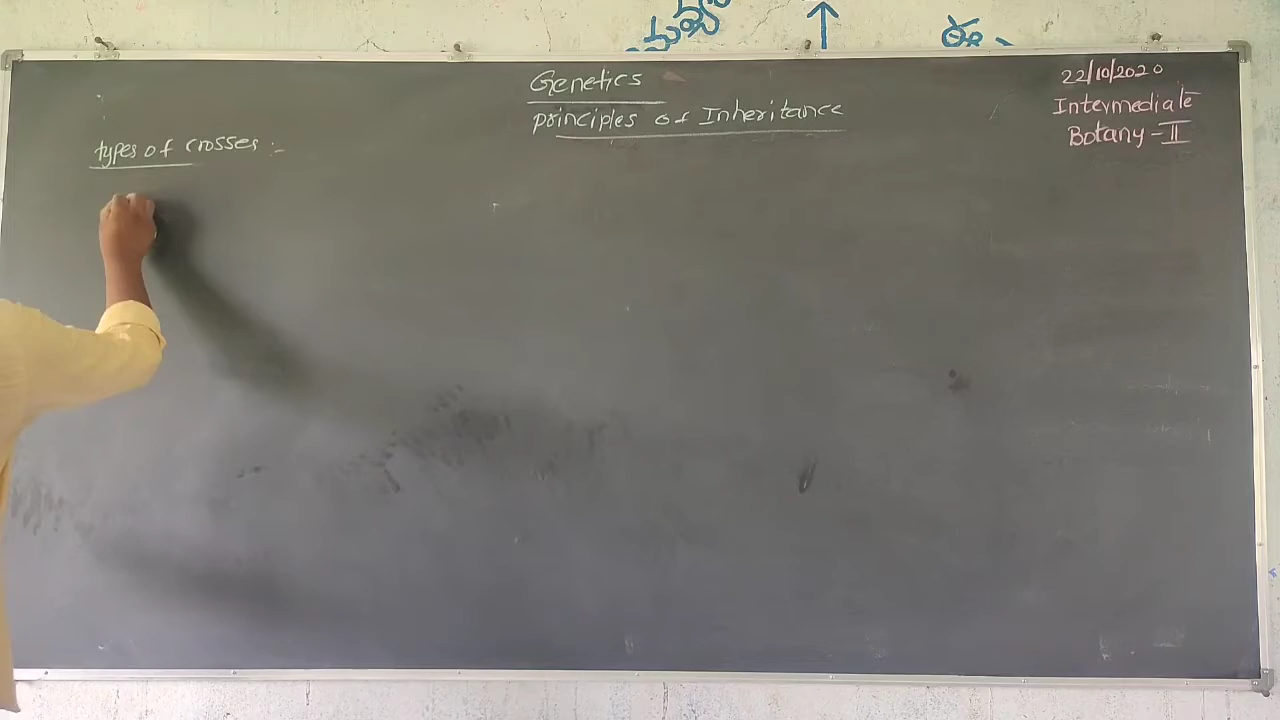 Genetics
principles of Inheritance
22/10/2020
Intermediate
Botany - II
types of crosses :-